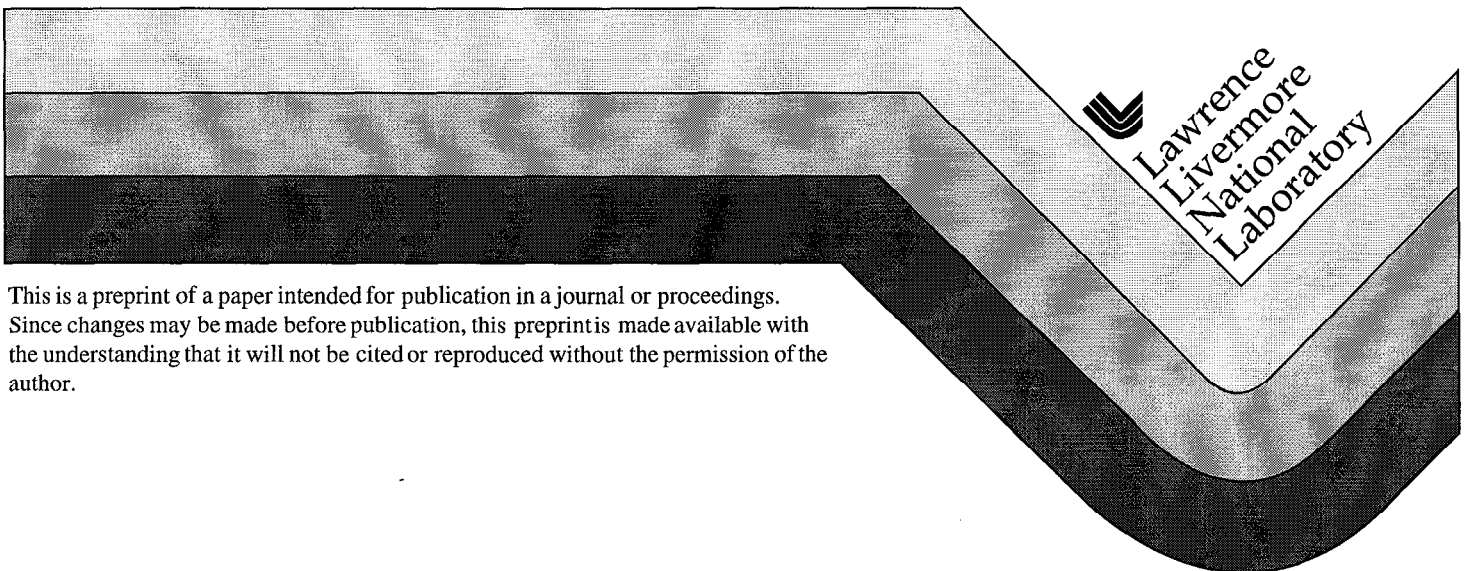 Lawrence
Livermore
National
Laboratory
This is a preprint of a paper intended for publication in a journal or proceedings.
Since changes may be made before publication, this preprint is made available with
the understanding that it will not be cited or reproduced without the permission of the
author.